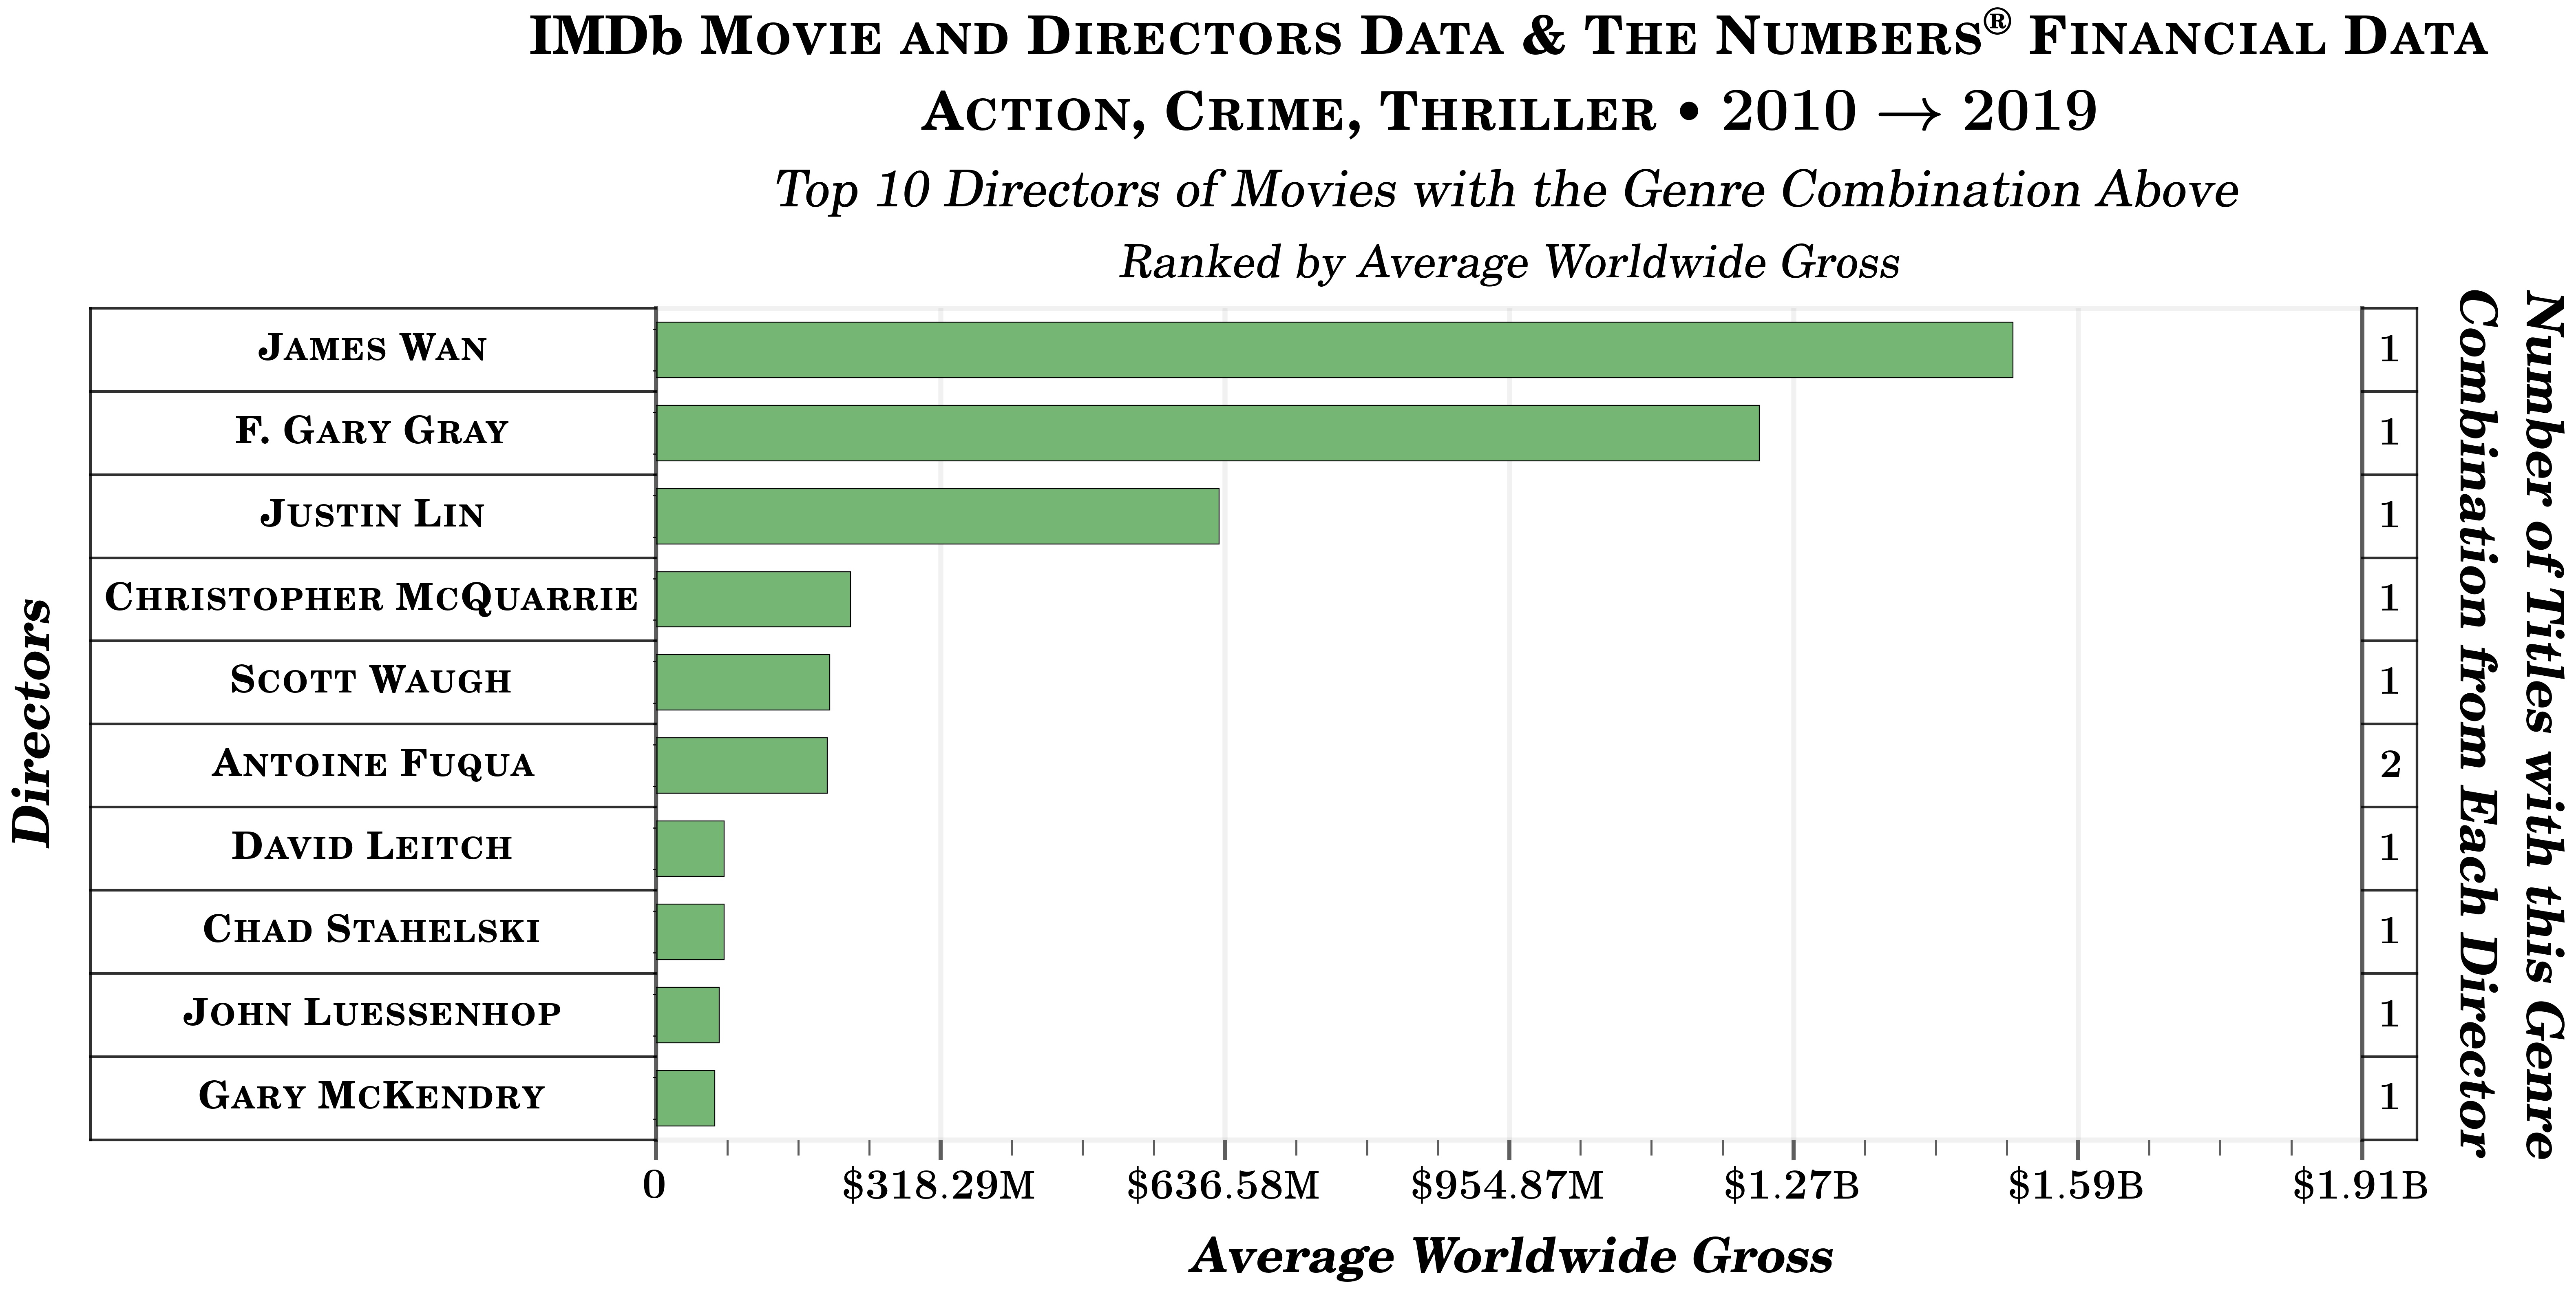 IMDb Movie and Directors Data & The Numbers® Financial Data
Action, Crime, Thriller • 2010 → 2019
Top 10 Directors of Movies with the Genre Combination Above
Ranked by Average Worldwide Gross
Directors
James Wan 1
F. Gary Gray 1
Justin Lin 1
Christopher McQuarrie 1
Scott Waugh 1
Antoine Fuqua 2
David Leitch 1
Chad Stahelski 1
John Luessenhop 1
Gary McKendry 1
Number of Titles with this Genre
Combination from Each Director
0 $318.29M $636.58M $954.87M $1.27B $1.59B $1.91B
Average Worldwide Gross